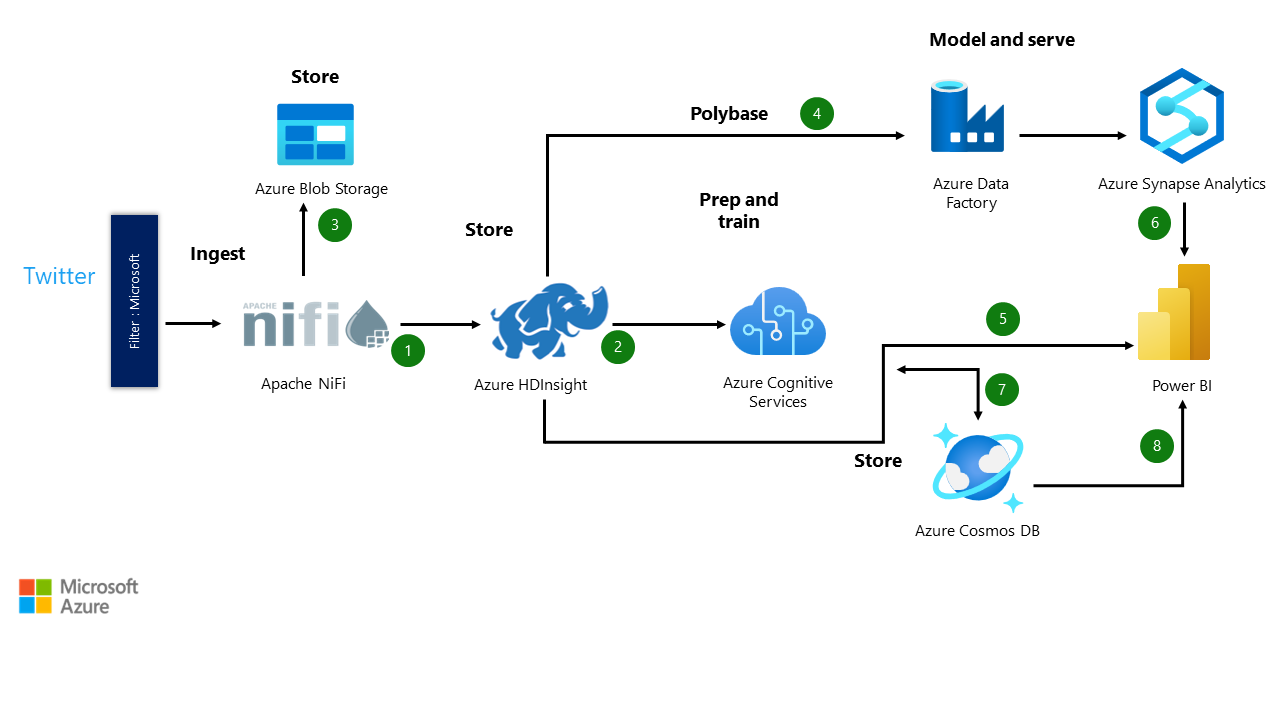 Model and serve
Store
Polybase
4
Azure Blob Storage
Azure Data
Factory
Azure Synapse Analytics
Prep and
train
3
6
Store
Ingest
Twitter
Filter : Microsoft
APACHE
nifi
1
2
5
Apache NiFi
Azure HDInsight
Azure Cognitive
Services
Power BI
7
8
Store
Azure Cosmos DB
Microsoft
Azure